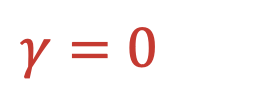 γ = 0